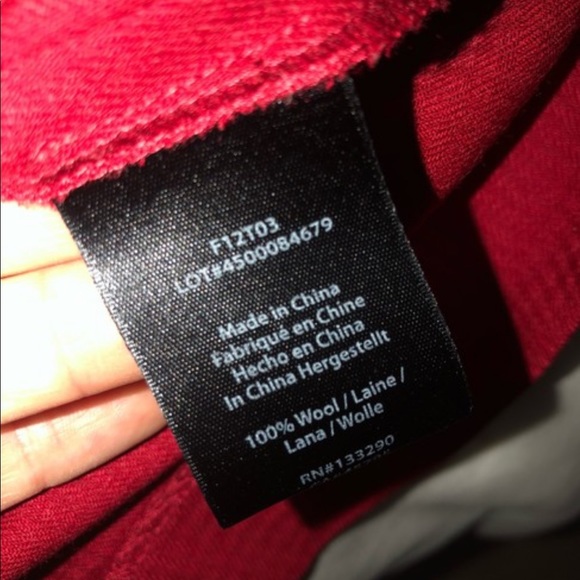 F12T03
LOT#4500084679
Made in China
Fabriqué en Chine
Hecho en China
In China Hergestellt
100% Wool / Laine /
Lana / Wolle
RN#133290